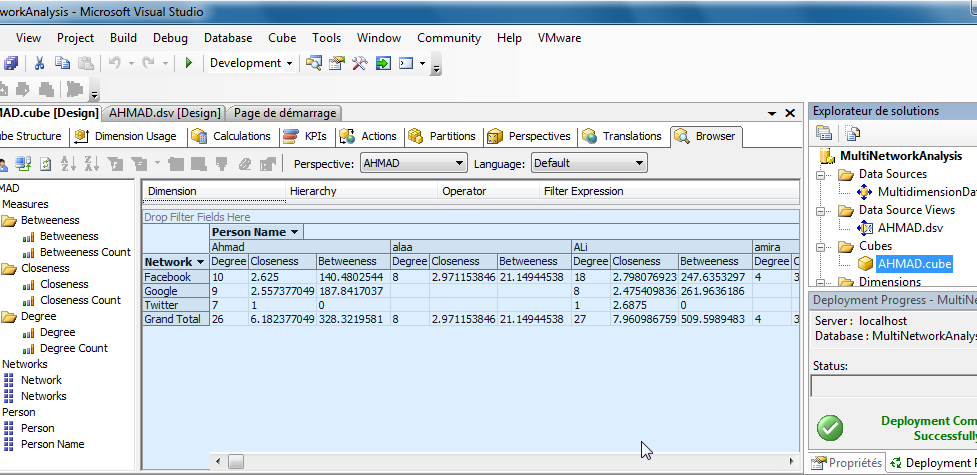 workAnalysis - Microsoft Visual Studio
View Project Build Debug Database Cube Tools Window Community Help VMware
Development
MAD.cube [Design] AHMAD.dsv [Design] Page de démarrage
be Structure Dimension Usage Calculations KPIs Actions Partitions Perspectives Translations Browser
Perspective: AHMAD Language: Default
MAD
Measures
Betweeness
Betweeness
Betweeness Count
Closeness
Closeness
Closeness Count
Degree
Degree
Degree Count
Networks
Network
Networks
Person
Person
Person Name
Dimension Hierarchy Operator Filter Expression
Drop Filter Fields Here
Person Name
Ahmad alaa ALi amira
Network Degree Closeness Betweeness Degree Closeness Betweeness Degree Closeness Betweeness Degree C
Facebook 10 2.625 140.4802544 8 2.971153846 21.14944538 18 2.798076923 247.6353297 4 3
Google 9 2.557377049 187.8417037 8 2.475409836 261.9636186
Twitter 7 1 0 1 2.6875 0
Grand Total 26 6.182377049 328.3219581 8 2.971153846 21.14944538 27 7.960986759 509.5989483 4 3
Explorateur de solutions
MultiNetworkAnalysis
Data Sources
MultidimensionDa
Data Source Views
AHMAD.dsv
Cubes
AHMAD.cube
Dimensions
Deployment Progress - MultiN
Server : localhost
Database : MultiNetworkAnalys
Status:
Deployment Com
Successfully
Propriétés Deployment P